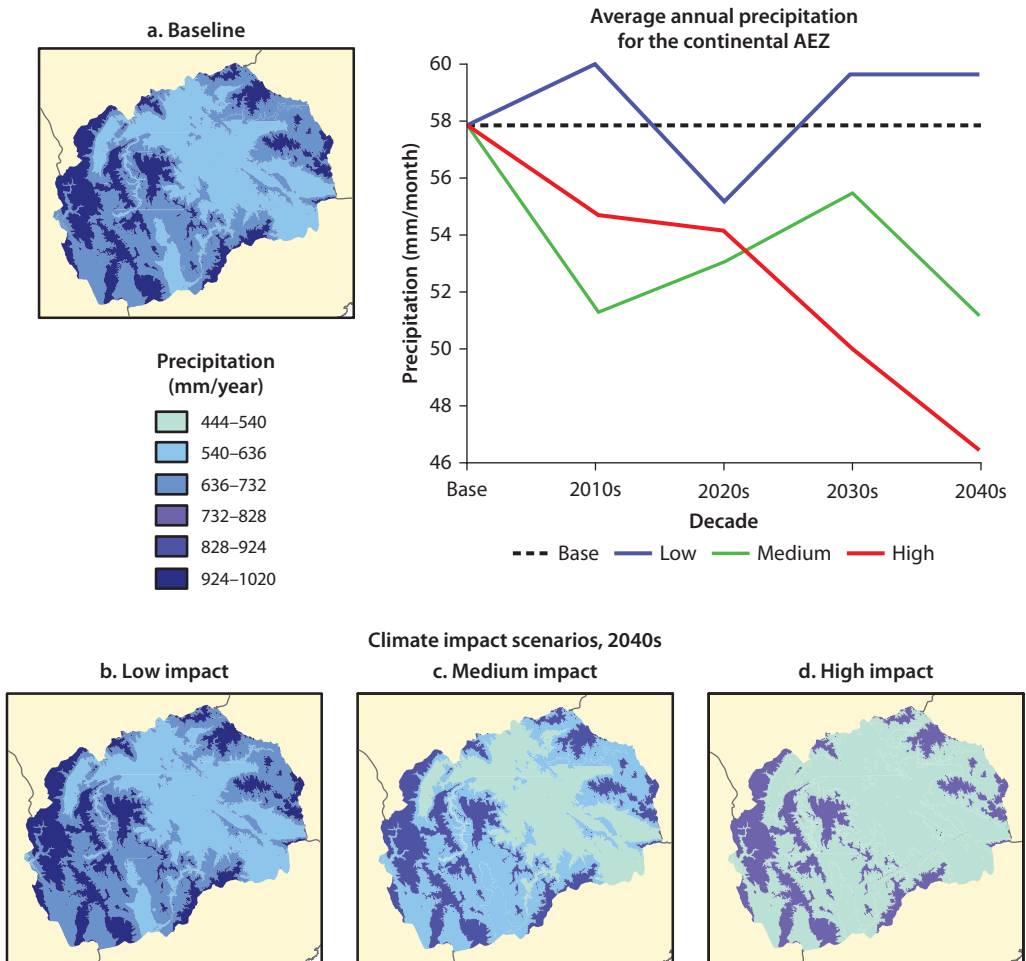 a. Baseline
Average annual precipitation
for the continental AEZ
Precipitation (mm/month)
60
58
56
54
52
50
48
46
Base
2010s
2020s
2030s
2040s
Decade
Base
Low
Medium
High
Precipitation
(mm/year)
444–540
540–636
636–732
732–828
828–924
924–1020
Climate impact scenarios, 2040s
b. Low impact
c. Medium impact
d. High impact